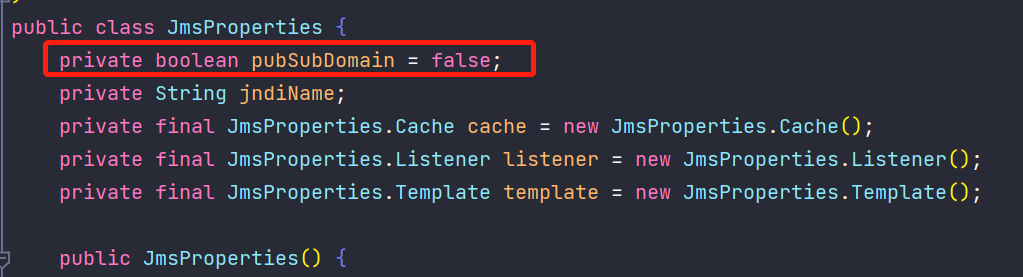 public class JmsProperties {
private boolean pubSubDomain = false;
private String jndiName;
private final JmsProperties.Cache cache = new JmsProperties.Cache();
private final JmsProperties.Listener listener = new JmsProperties.Listener();
private final JmsProperties.Template template = new JmsProperties.Template();
public JmsProperties() {